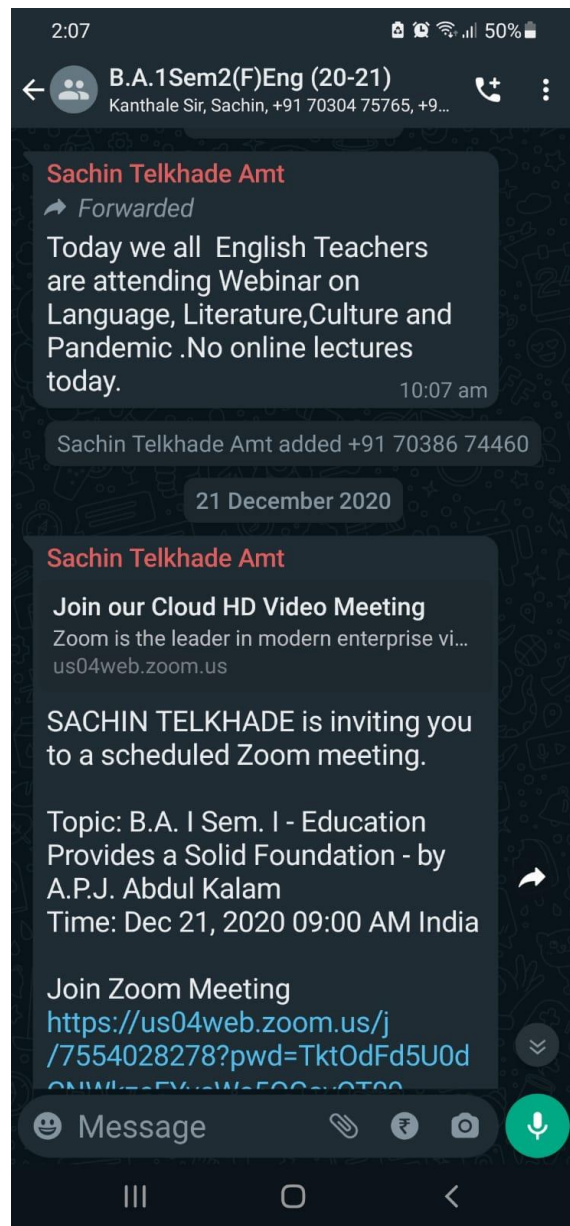 2:07
50%
B.A.1Sem2(F)Eng (20-21)
Kanthale Sir, Sachin, +91 70304 75765, +9...
Sachin Telkhade Amt
Forwarded
Today we all English Teachers
are attending Webinar on
Language, Literature,Culture and
Pandemic .No online lectures
today.
10:07 am
Sachin Telkhade Amt added +91 70386 74460
21 December 2020
Sachin Telkhade Amt
Join our Cloud HD Video Meeting
Zoom is the leader in modern enterprise vi...
us04web.zoom.us
SACHIN TELKHADE is inviting you
to a scheduled Zoom meeting.
Topic: B.A. I Sem. I - Education
Provides a Solid Foundation - by
A.P.J. Abdul Kalam
Time: Dec 21, 2020 09:00 AM India
Join Zoom Meeting
https://us04web.zoom.us/j
/7554028278?pwd=TktOdFd5U0d
Message